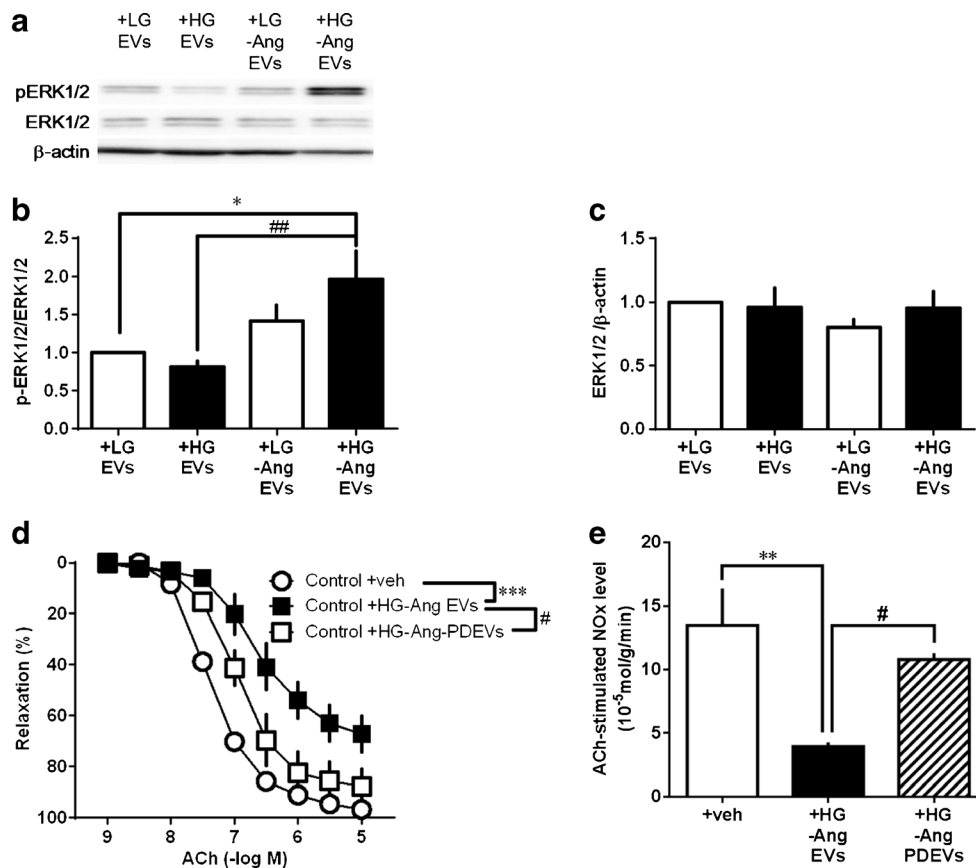 a
+LG EVs
+HG EVs
+LG -Ang EVs
+HG -Ang EVs
pERK1/2
ERK1/2
β-actin
b
*
##
p-ERK1/2/ERK1/2
2.5
2.0
1.5
1.0
0.5
0.0
+LG EVs
+HG EVs
+LG -Ang EVs
+HG -Ang EVs
c
ERK1/2 /β-actin
1.5
1.0
0.5
0.0
+LG EVs
+HG EVs
+LG -Ang EVs
+HG -Ang EVs
d
Relaxation (%)
0
20
40
60
80
100
9
8
7
6
5
ACh (-log M)
Control +veh
Control +HG-Ang EVs
Control +HG-Ang-PDEVs
***
#
e
ACh-stimulated NOx level
(10⁻⁵mol/g/min)
20
15
10
5
0
**
#
+veh
+HG -Ang EVs
+HG -Ang PDEVs